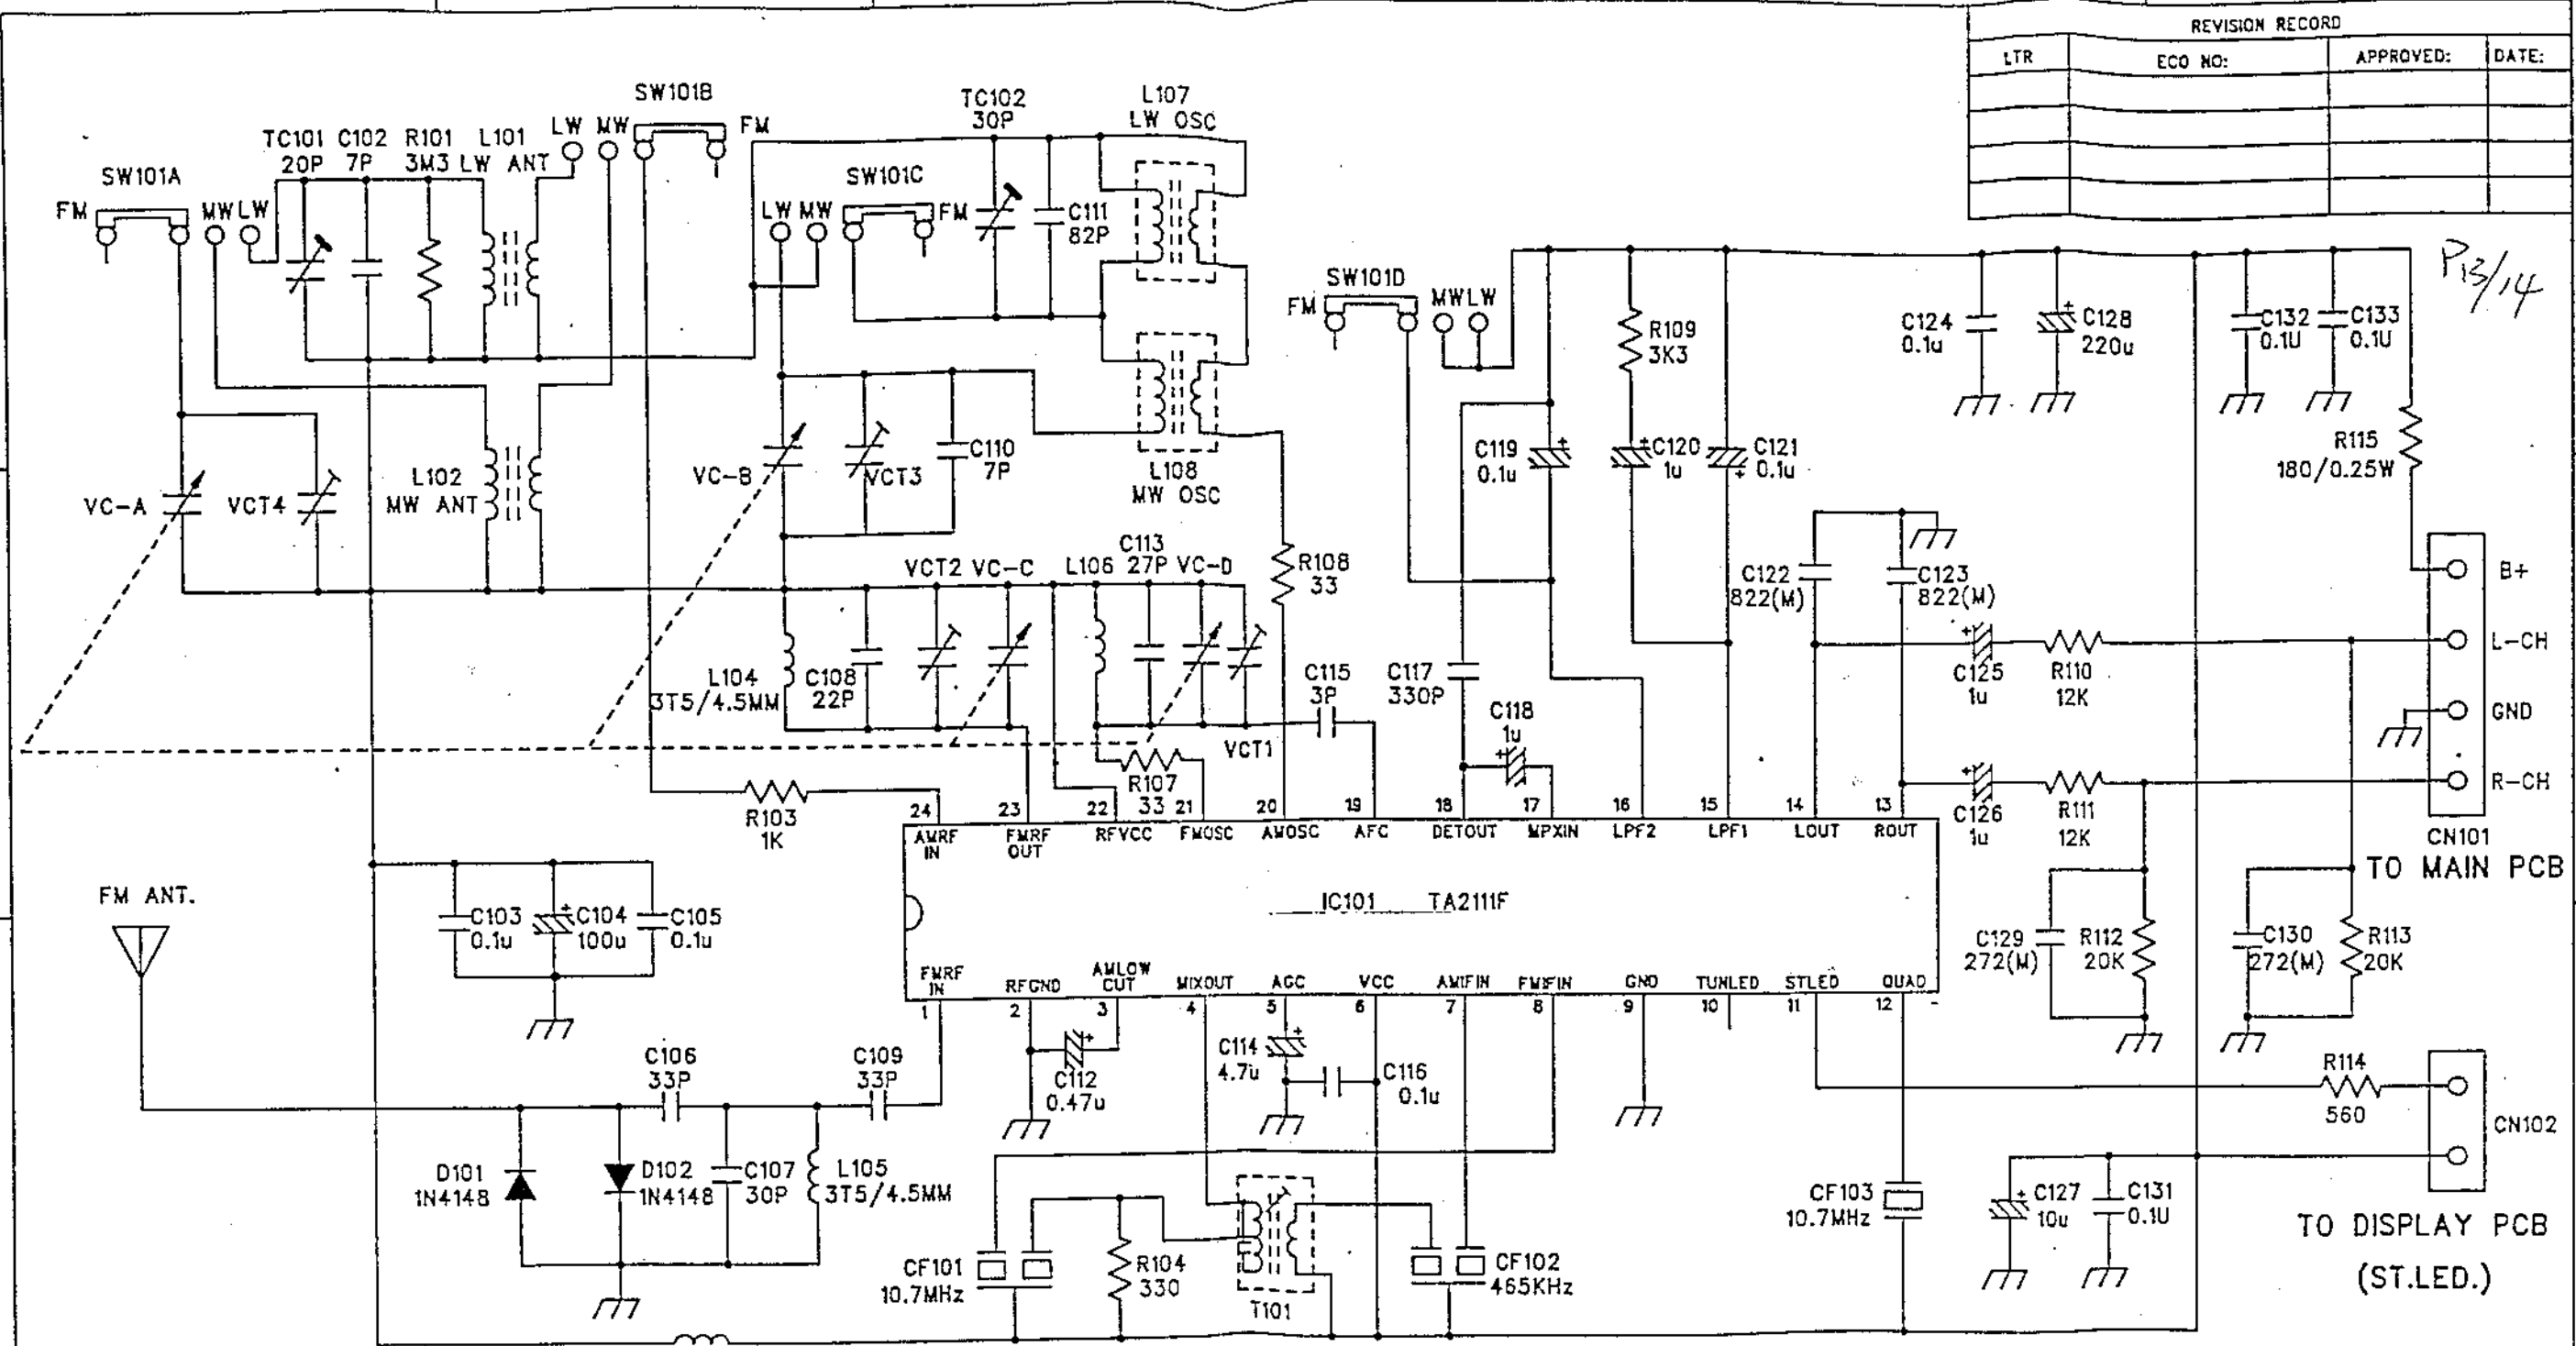 REVISION RECORD
LTR ECO NO: APPROVED: DATE:
P13/14
SW101A
FM MW LW
TC101 C102 R101 L101
20P 7P 3M3 LW ANT
SW101B
LW MW FM
SW101C
LW MW FM
TC102
30P
C111
82P
L107
LW OSC
SW101D
FM MW LW
R109
3K3
C124
0.1u
C128
220u
C132
0.1U
C133
0.1U
R115
180/0.25W
VC-A
VCT4
L102
MW ANT
VC-B
VCT3
C110
7P
L108
MW OSC
C119
0.1u
C120
1u
C121
0.1u
VCT2 VC-C
L106
C113
27P
VC-D
R108
33
C122
822(M)
C123
822(M)
B+
L-CH
GND
R-CH
CN101
TO MAIN PCB
L104
3T5/4.5MM
C108
22P
C115
3P
VCT1
C117
330P
C118
1u
C125
1u
R110
12K
C126
1u
R111
12K
R103
1K
R107
33
24 23 22 21 20 19 18 17 16 15 14 13
AMRF IN
FMRF OUT
RFVCC
FMOSC
AMOSC
AFC
DETOUT
MPXIN
LPF2
LPF1
LOUT
ROUT
IC101 TA2111F
FMRF IN
RFGND
AMLOW CUT
MIXOUT
AGC
VCC
AMIFIN
FMIFIN
GND
TUNLED
STLED
QUAD
1 2 3 4 5 6 7 8 9 10 11 12
FM ANT.
C103
0.1u
C104
100u
C105
0.1u
C129
272(M)
R112
20K
C130
272(M)
R113
20K
C106
33P
C109
33P
C112
0.47u
C114
4.7u
C116
0.1u
R114
560
CN102
D101
1N4148
D102
1N4148
C107
30P
L105
3T5/4.5MM
CF101
10.7MHz
R104
330
T101
CF102
465KHz
CF103
10.7MHz
C127
10u
C131
0.1U
TO DISPLAY PCB
(ST.LED.)